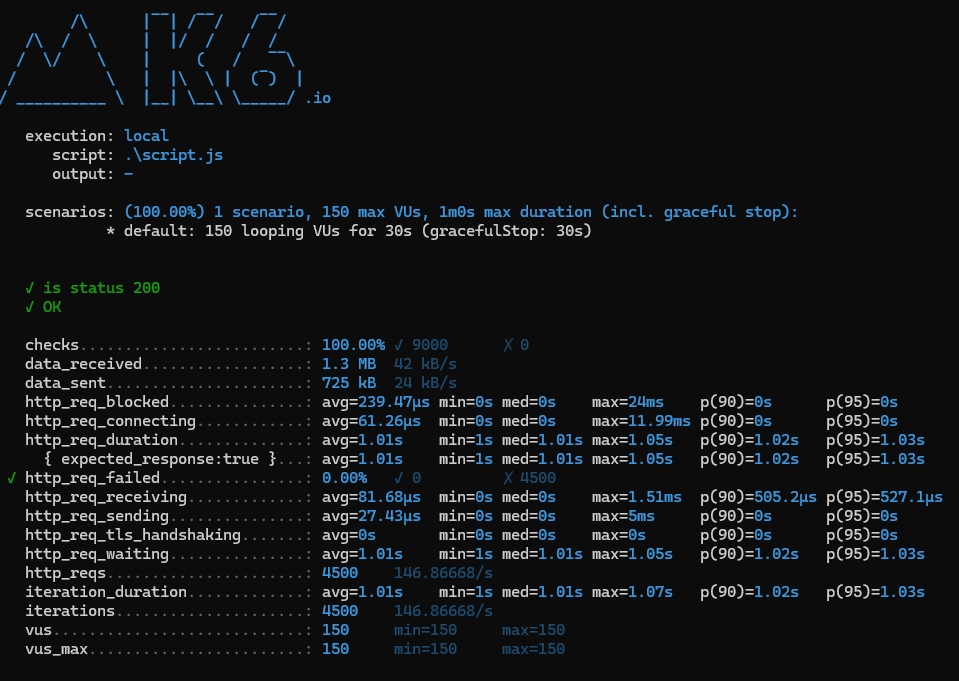 /\      |‾‾| /‾‾/   /‾‾/
     /\  /  \     |  |/  /   /  /
    /  \/    \    |     (   /   ‾‾\
   /          \   |  |\  \ |  (‾)  |
  / __________ \  |__| \__\ \_____/ .io
execution: local
script: .\script.js
output: -
scenarios: (100.00%) 1 scenario, 150 max VUs, 1m0s max duration (incl. graceful stop):
* default: 150 looping VUs for 30s (gracefulStop: 30s)
✓ is status 200
✓ OK
checks.........................: 100.00% ✓ 9000      ✗ 0
data_received..................: 1.3 MB  42 kB/s
data_sent......................: 725 kB  24 kB/s
http_req_blocked...............: avg=239.47µs min=0s med=0s    max=24ms    p(90)=0s      p(95)=0s
http_req_connecting............: avg=61.26µs  min=0s med=0s    max=11.99ms p(90)=0s      p(95)=0s
http_req_duration..............: avg=1.01s    min=1s med=1.01s max=1.05s   p(90)=1.02s   p(95)=1.03s
{ expected_response:true }...: avg=1.01s    min=1s med=1.01s max=1.05s   p(90)=1.02s   p(95)=1.03s
✓ http_req_failed................: 0.00%   ✓ 0         ✗ 4500
http_req_receiving.............: avg=81.68µs  min=0s med=0s    max=1.51ms  p(90)=505.2µs p(95)=527.1µs
http_req_sending...............: avg=27.43µs  min=0s med=0s    max=5ms     p(90)=0s      p(95)=0s
http_req_tls_handshaking.......: avg=0s       min=0s med=0s    max=0s      p(90)=0s      p(95)=0s
http_req_waiting...............: avg=1.01s    min=1s med=1.01s max=1.05s   p(90)=1.02s   p(95)=1.03s
http_reqs......................: 4500    146.86668/s
iteration_duration.............: avg=1.01s    min=1s med=1.01s max=1.07s   p(90)=1.02s   p(95)=1.03s
iterations.....................: 4500    146.86668/s
vus............................: 150     min=150     max=150
vus_max........................: 150     min=150     max=150